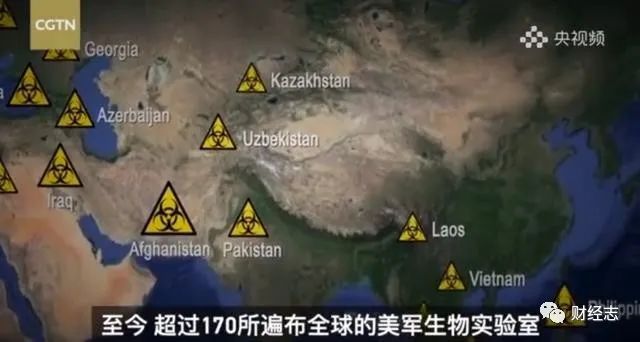 CGTN
央视频
Georgia
Kazakhstan
Azerbaijan
Uzbekistan
Iraq
Afghanistan
Pakistan
Laos
Vietnam
至今 超过170所遍布全球的美军生物实验室
财经志